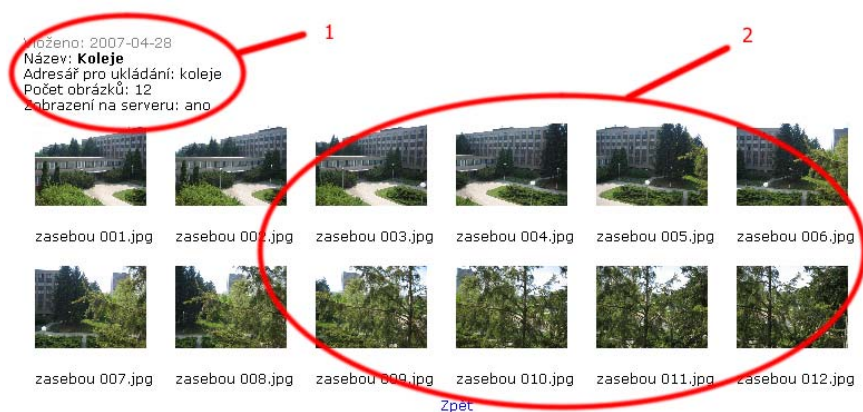 1
2
Vloženo: 2007-04-28
Název: Koleje
Adresář pro ukládání: koleje
Počet obrázků: 12
Zobrazení na serveru: ano
zasebou 001.jpg zasebou 002.jpg zasebou 003.jpg zasebou 004.jpg zasebou 005.jpg zasebou 006.jpg
zasebou 007.jpg zasebou 008.jpg zasebou 009.jpg zasebou 010.jpg zasebou 011.jpg zasebou 012.jpg
Zpět